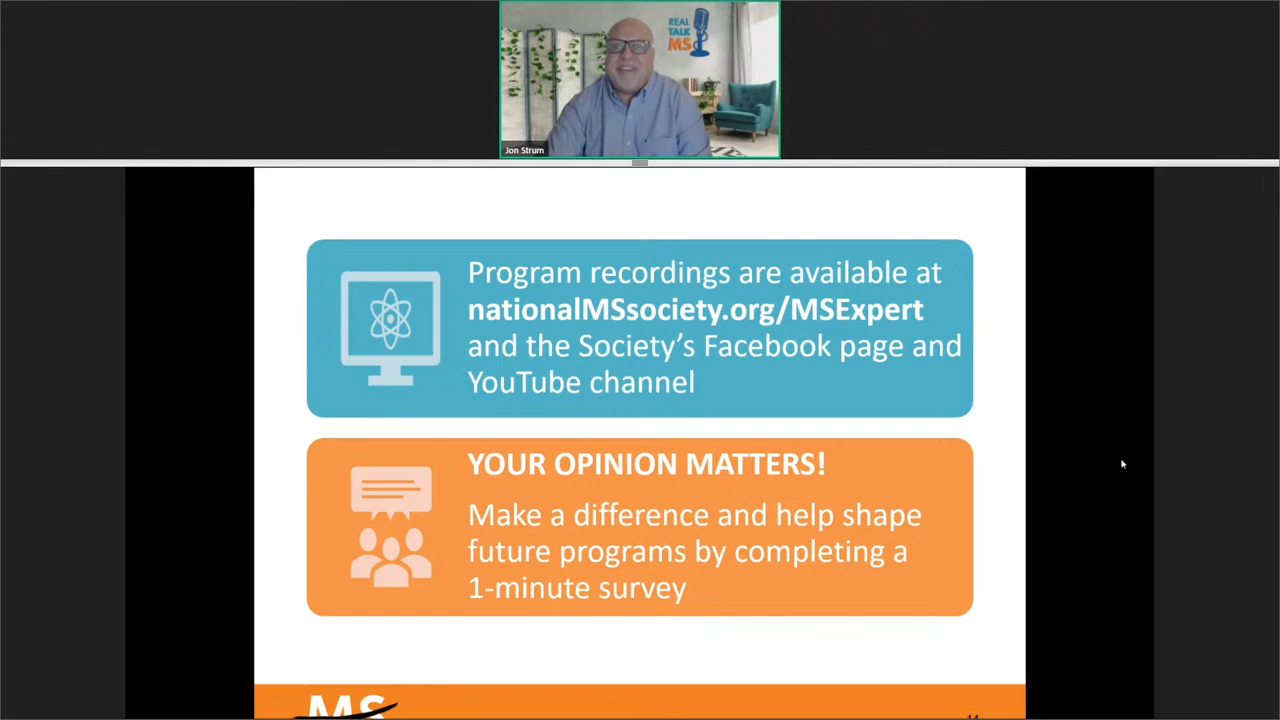 REAL
TALK
MS
Jon Strum
Program recordings are available at
nationalMSsociety.org/MSExpert
and the Society's Facebook page and
YouTube channel
YOUR OPINION MATTERS!
Make a difference and help shape
future programs by completing a
1-minute survey
MS